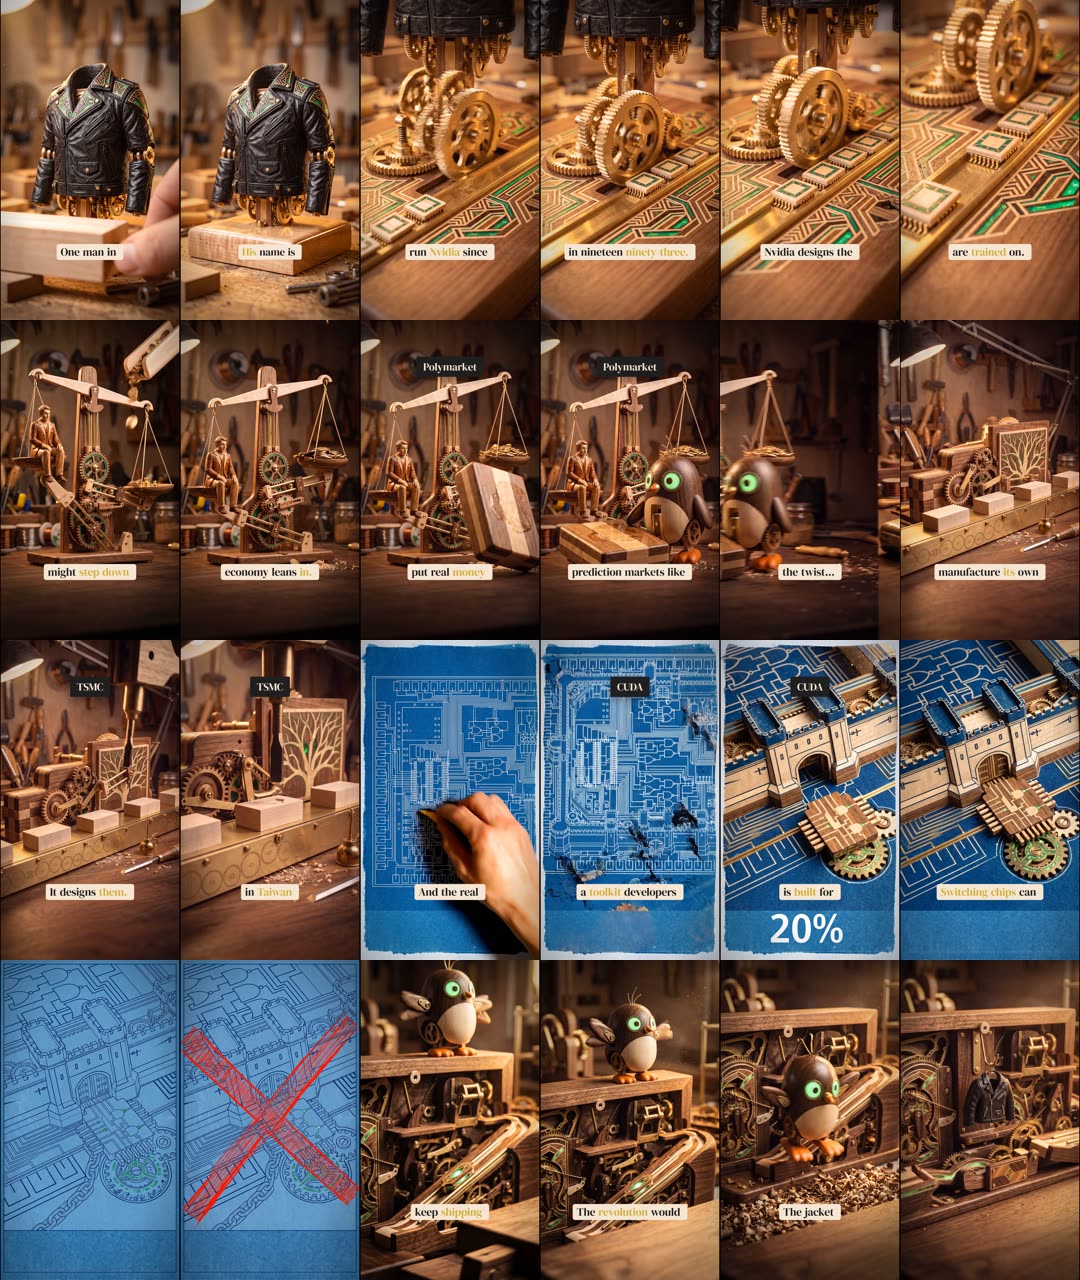 One man in
His name is
run Nvidia since
in nineteen ninety-three.
Nvidia designs the
are trained on.
might step down
economy leans in.
Polymarket
put real money
Polymarket
prediction markets like
the twist...
manufacture its own
TSMC
It designs them.
TSMC
in Taiwan
And the real
CUDA
a toolkit developers
CUDA
is built for
20%
Switching chips can
keep shipping
The revolution would
The jacket